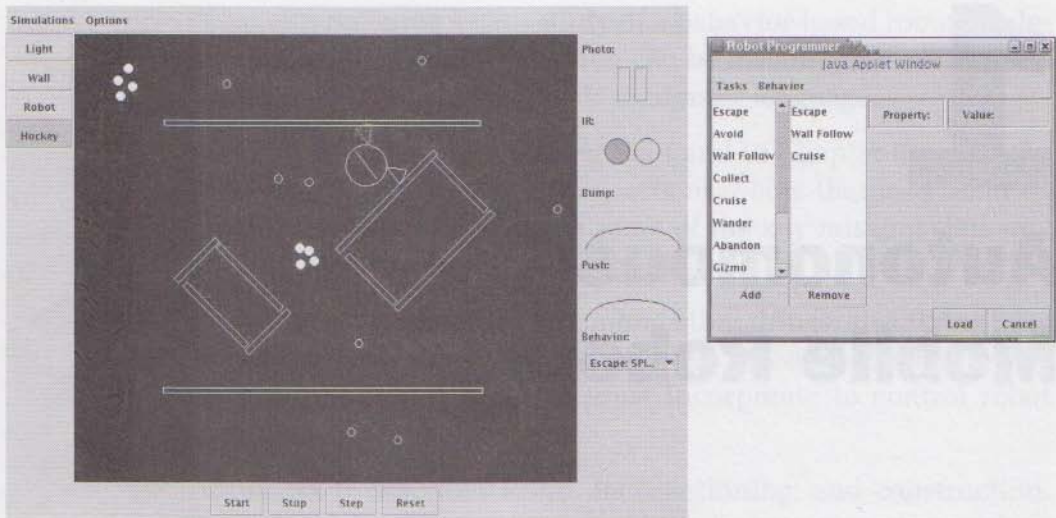 Simulations Options
Light
Wall
Robot
Hockey
Photo:
IR:
Bump:
Push:
Behavior:
Escape: SPL..
Start Stop Step Reset
Robot Programmer
Java Applet Window
Tasks Behavior
Escape
Avoid
Wall Follow
Collect
Cruise
Wander
Abandon
Gizmo
Escape
Wall Follow
Cruise
Property: Value:
Add Remove
Load Cancel